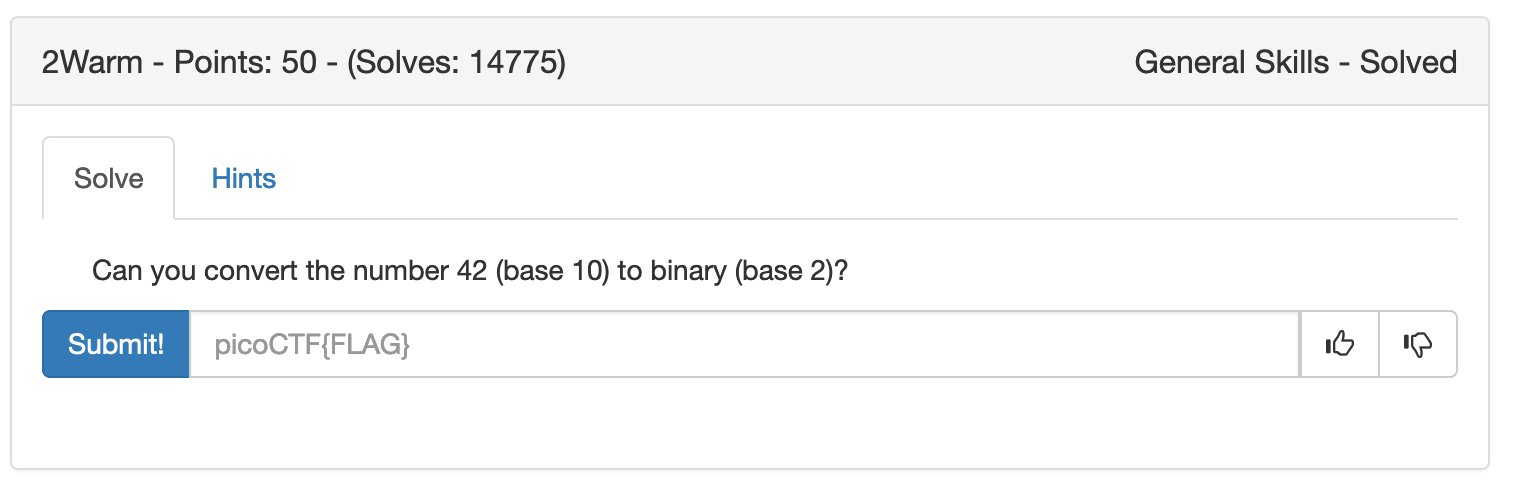 2Warm - Points: 50 - (Solves: 14775) General Skills - Solved
Solve Hints
Can you convert the number 42 (base 10) to binary (base 2)?
Submit! picoCTF{FLAG}